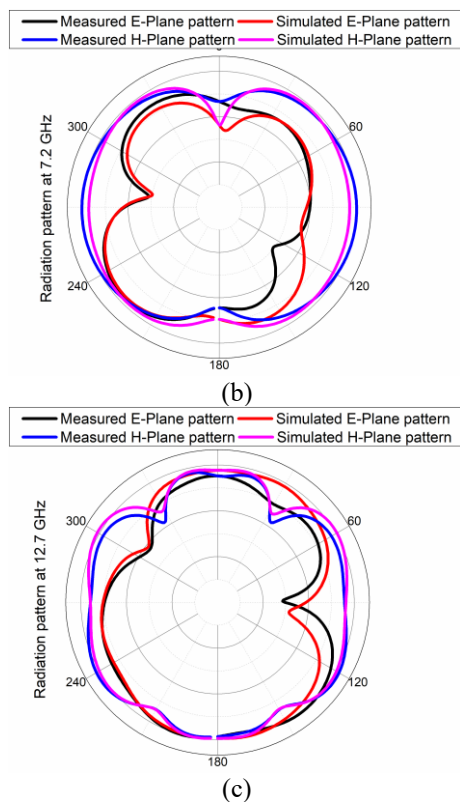 Measured E-Plane pattern Simulated E-Plane pattern
Measured H-Plane pattern Simulated H-Plane pattern
Radiation pattern at 7.2 GHz
300 60
240 120
180
(b)
Measured E-Plane pattern Simulated E-Plane pattern
Measured H-Plane pattern Simulated H-Plane pattern
Radiation pattern at 12.7 GHz
300 60
240 120
180
(c)